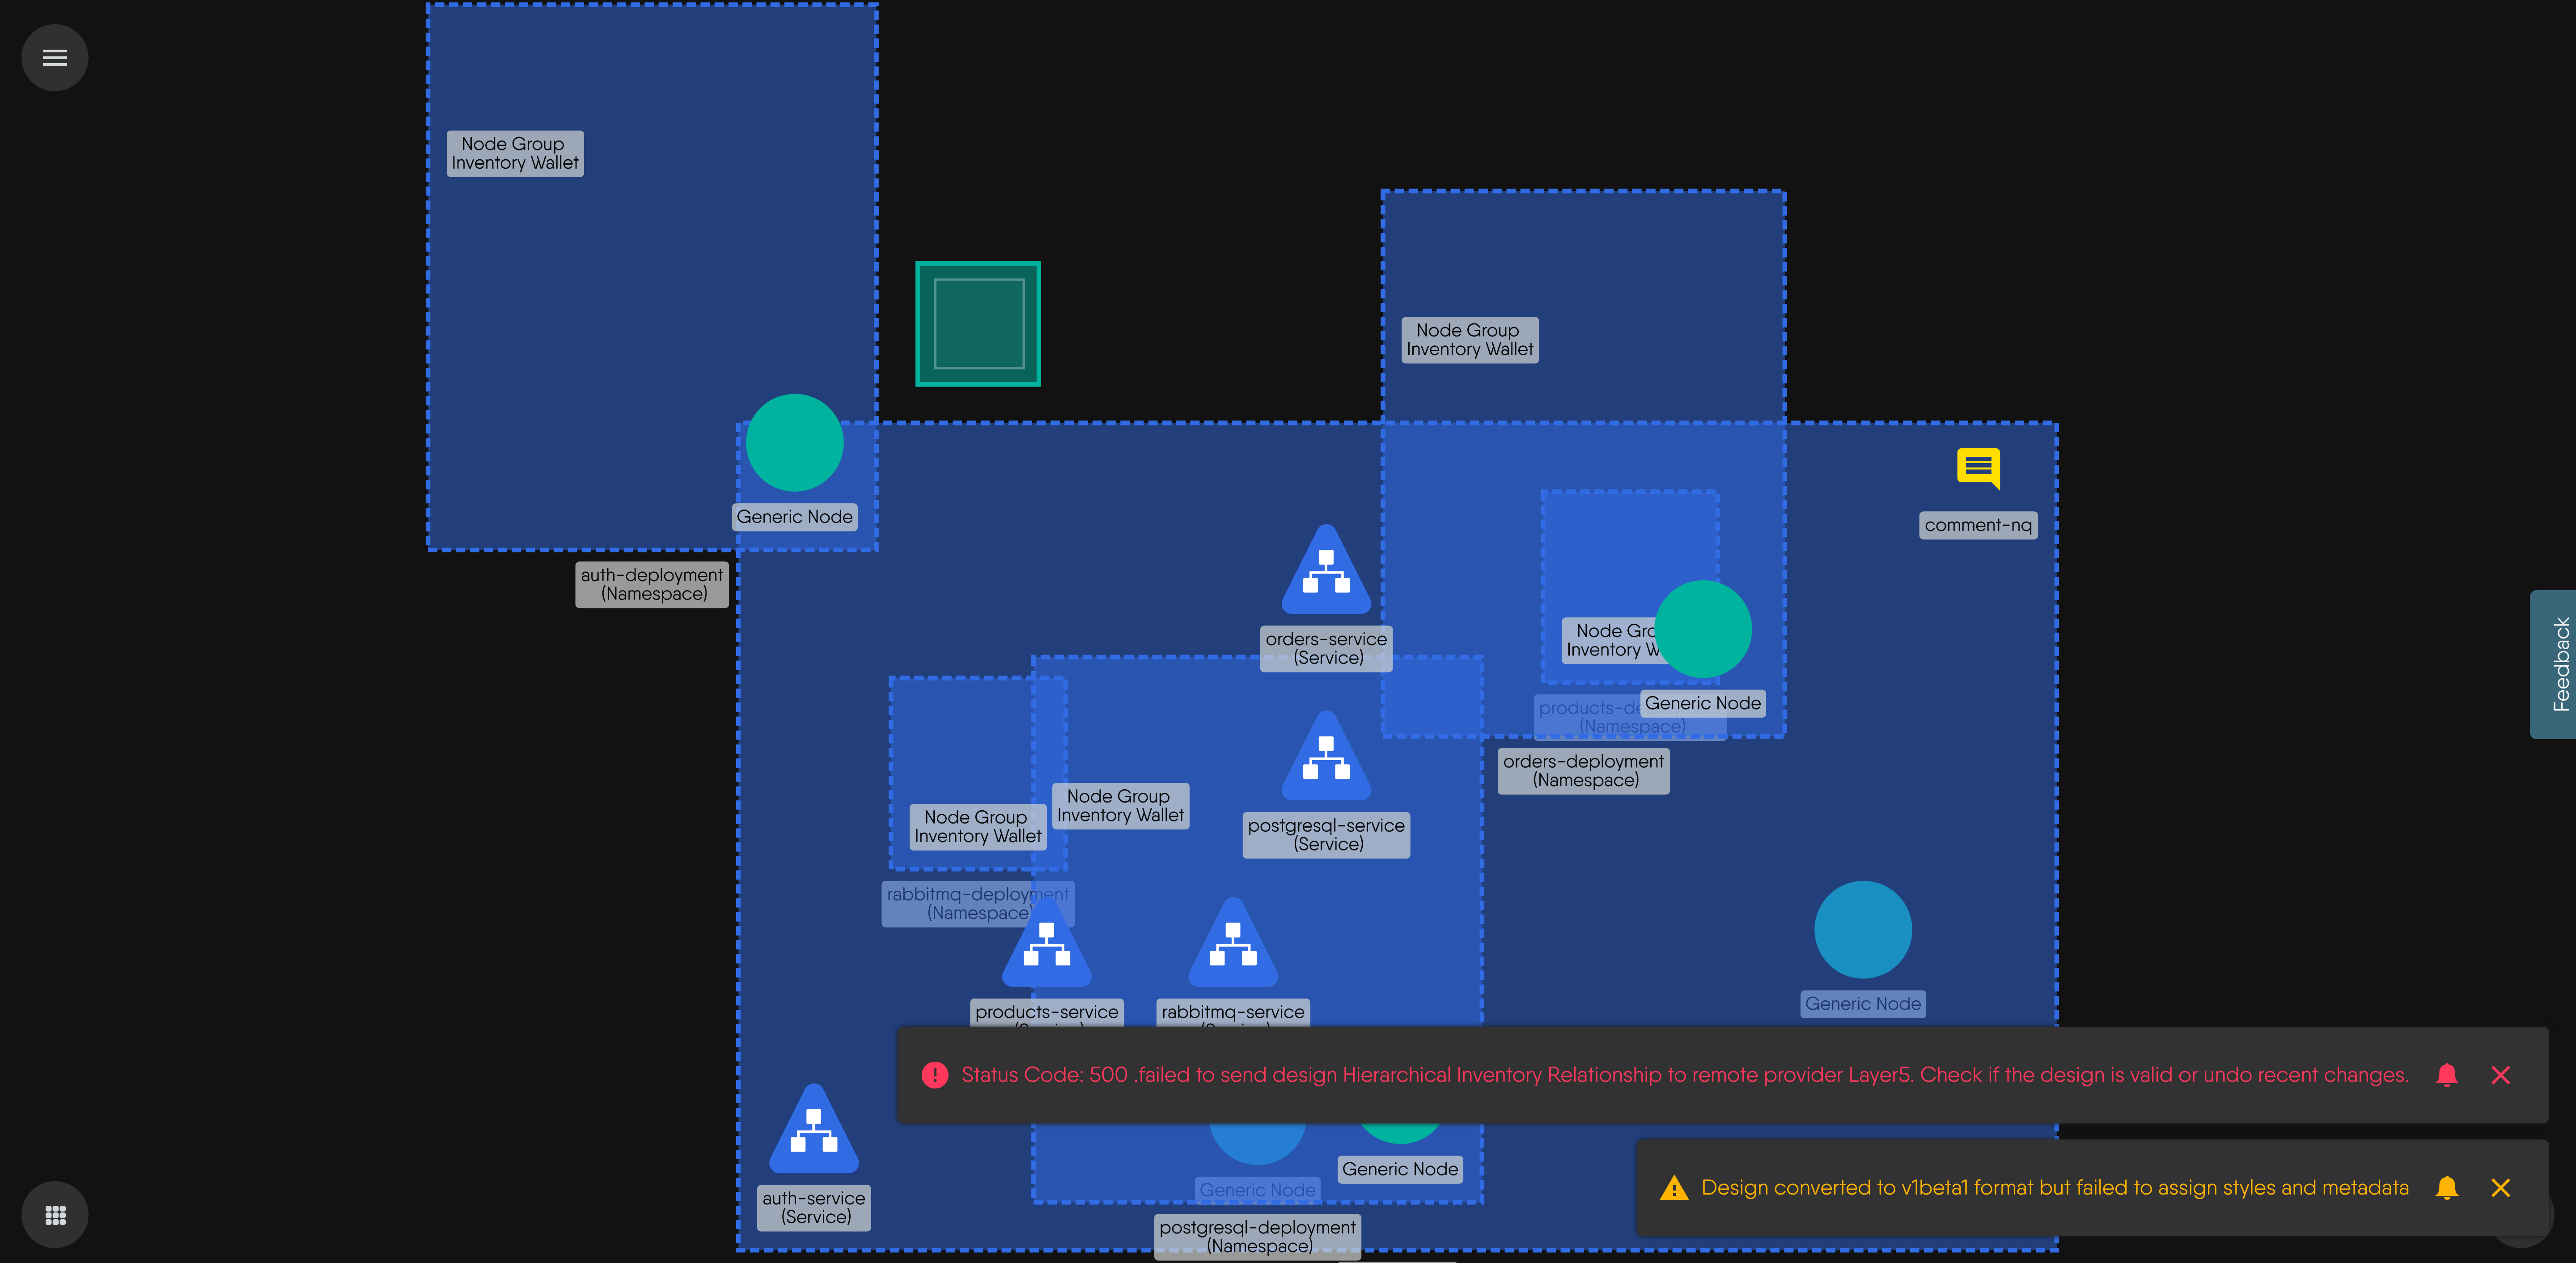 Node Group
Inventory Wallet
Node Group
Inventory Wallet
Generic Node
comment-nq
auth-deployment
(Namespace)
orders-service
(Service)
Node
Inventory
Generic Node
(Namespace)
orders-deployment
(Namespace)
Node Group
Inventory Wallet
Node Group
Inventory Wallet
postgresql-service
(Service)
rabbitmq-deployment
(Namespace)
Feedback
products-service
rabbitmq-service
Generic Node
Status Code: 500 .failed to send design Hierarchical Inventory Relationship to remote provider Layer5. Check if the design is valid or undo recent changes.
Generic Node
Generic Node
Design converted to v1beta1 format but failed to assign styles and metadata
auth-service
(Service)
postgresql-deployment
(Namespace)